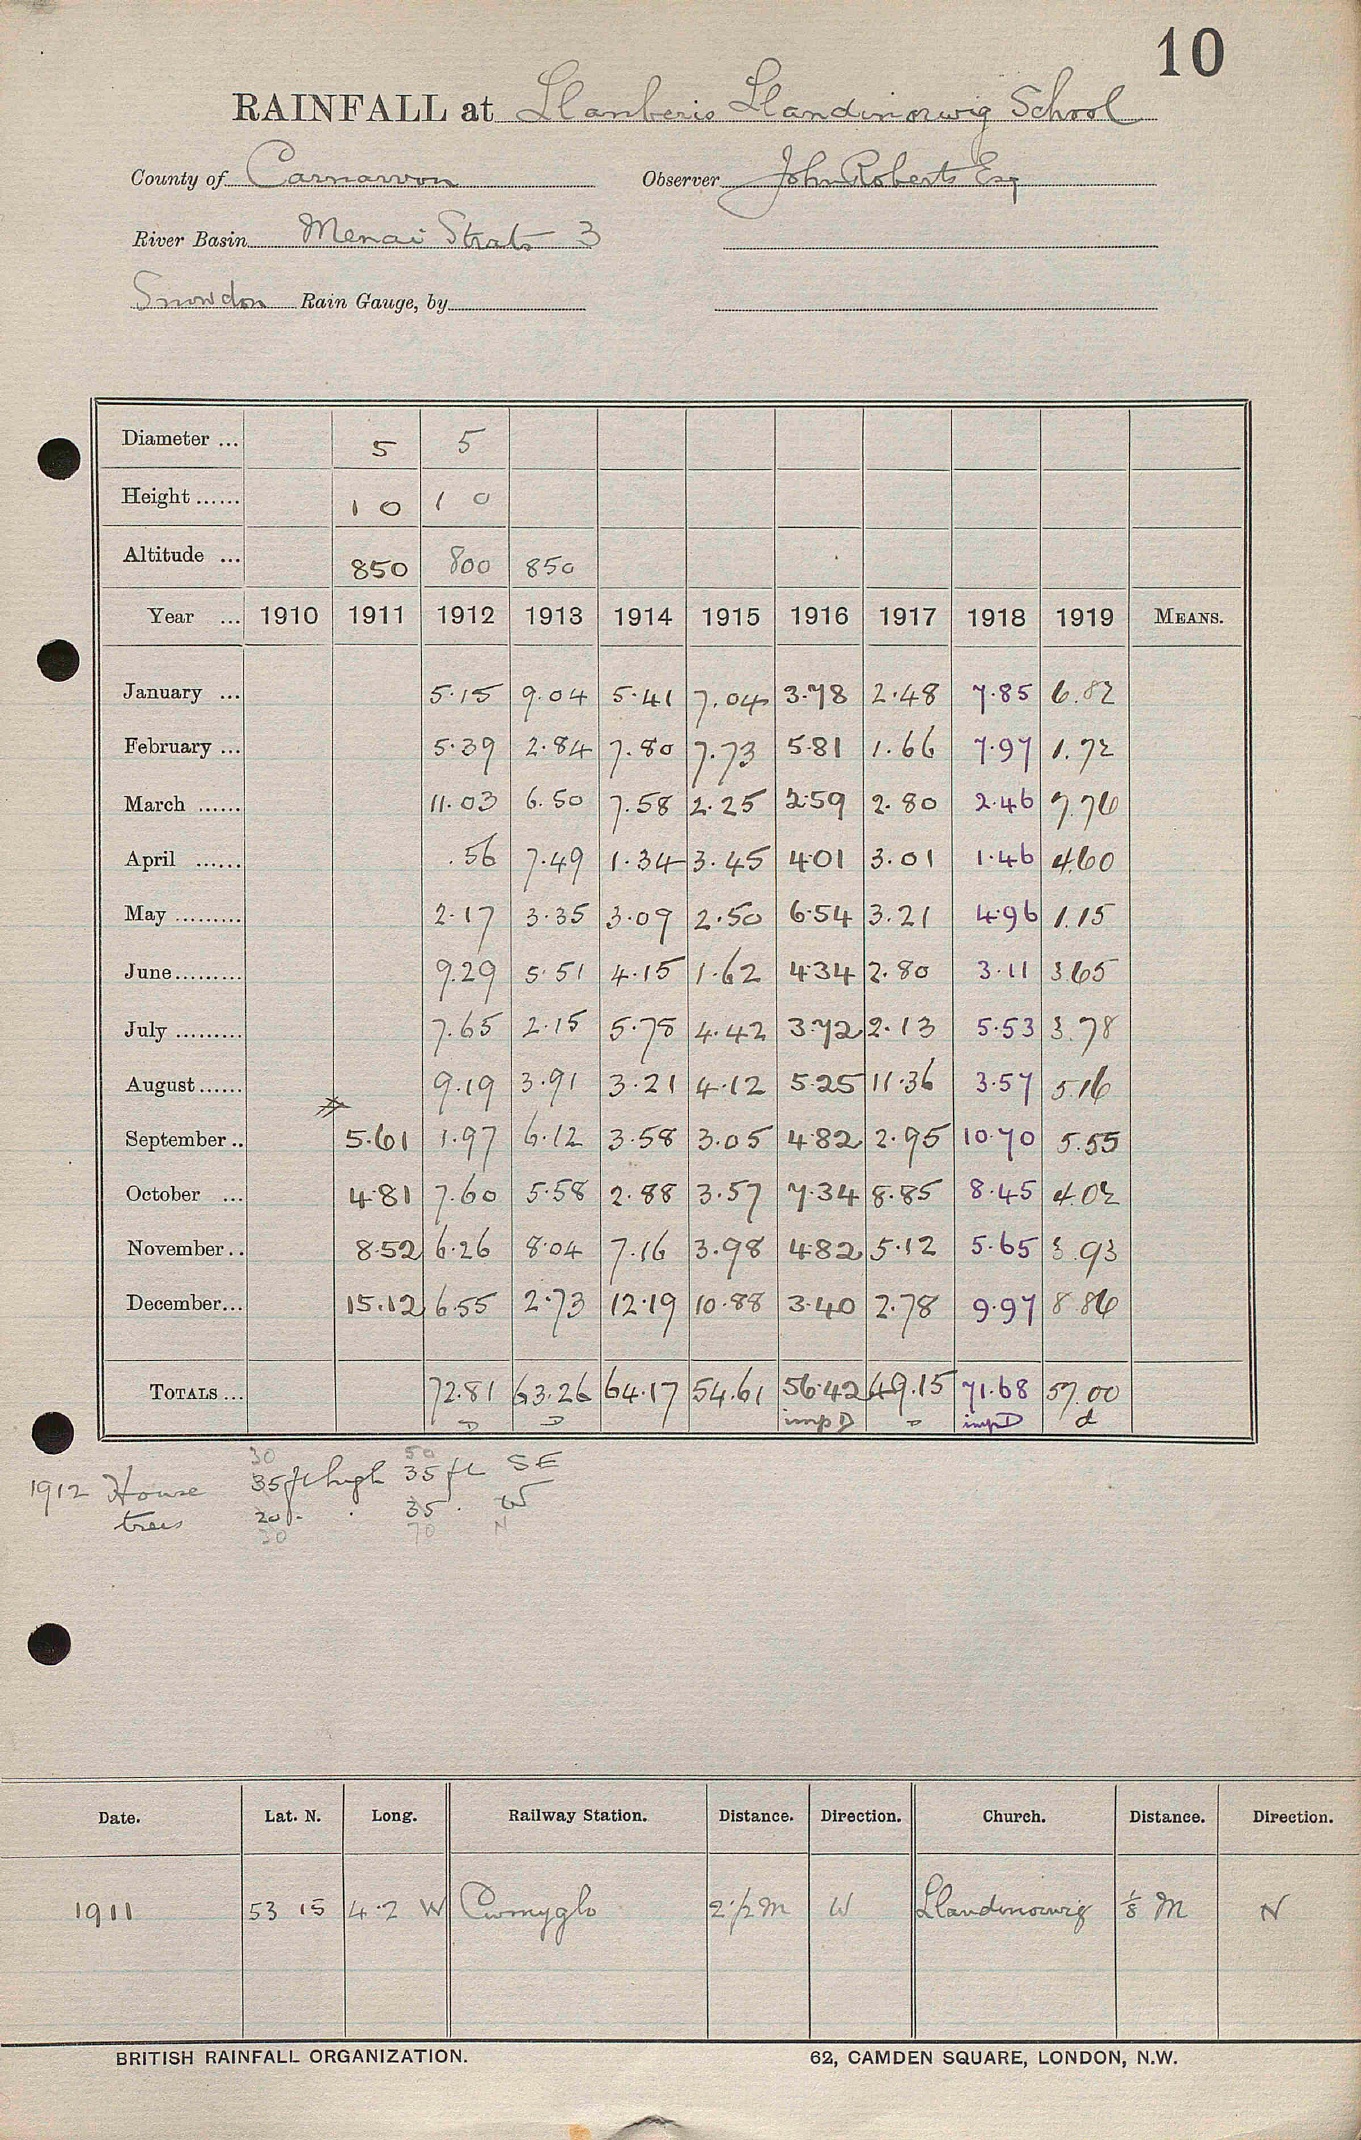 10
RAINFALL at Llanberis Llandinorwig School
County of Carnarvon Observer John Roberts Esq
River Basin Menai Strats 3
Snowdon Rain Gauge, by
Diameter ... 5 5
Height ...... 1 0 1 0
Altitude ... 850 800 850
Year ... 1910 1911 1912 1913 1914 1915 1916 1917 1918 1919 MEANS.
January ... 5.15 9.04 5.41 7.04 3.78 2.48 7.85 6.82
February ... 5.39 2.84 7.80 7.73 5.81 1.66 7.97 1.72
March ...... 11.03 6.50 7.58 2.25 2.59 2.80 2.46 7.76
April ...... .56 7.49 1.34 3.45 4.01 3.01 1.46 4.60
May ......... 2.17 3.35 3.09 2.50 6.54 3.21 4.96 1.15
June ......... 9.29 5.51 4.15 1.62 4.34 2.80 3.11 3.65
July ......... 7.65 2.15 5.78 4.42 3.72 2.13 5.53 3.78
August ...... 9.19 3.91 3.21 4.12 5.25 11.36 3.57 5.16
September .. 5.61 1.97 6.12 3.58 3.05 4.82 2.95 10.70 5.55
October ... 4.81 7.60 5.58 2.88 3.57 7.34 8.85 8.45 4.02
November .. 8.52 6.26 8.04 7.16 3.98 4.82 5.12 5.65 3.93
December ... 15.12 6.55 2.73 12.19 10.88 3.40 2.78 9.97 8.86
TOTALS ... 72.81 63.26 64.17 54.61 56.42 49.15 71.68 57.00
D D imp D D imp D d
30 50
1912 House 35 ft high 35 ft SE
trees 20 . . 35 . W
30 70 N
Date. Lat. N. Long. Railway Station. Distance. Direction. Church. Distance. Direction.
1911 53 15 4.2 W Cwmyglo 2 1/2 M W Llandinorwig 1/8 M N
BRITISH RAINFALL ORGANIZATION. 62, CAMDEN SQUARE, LONDON, N.W.